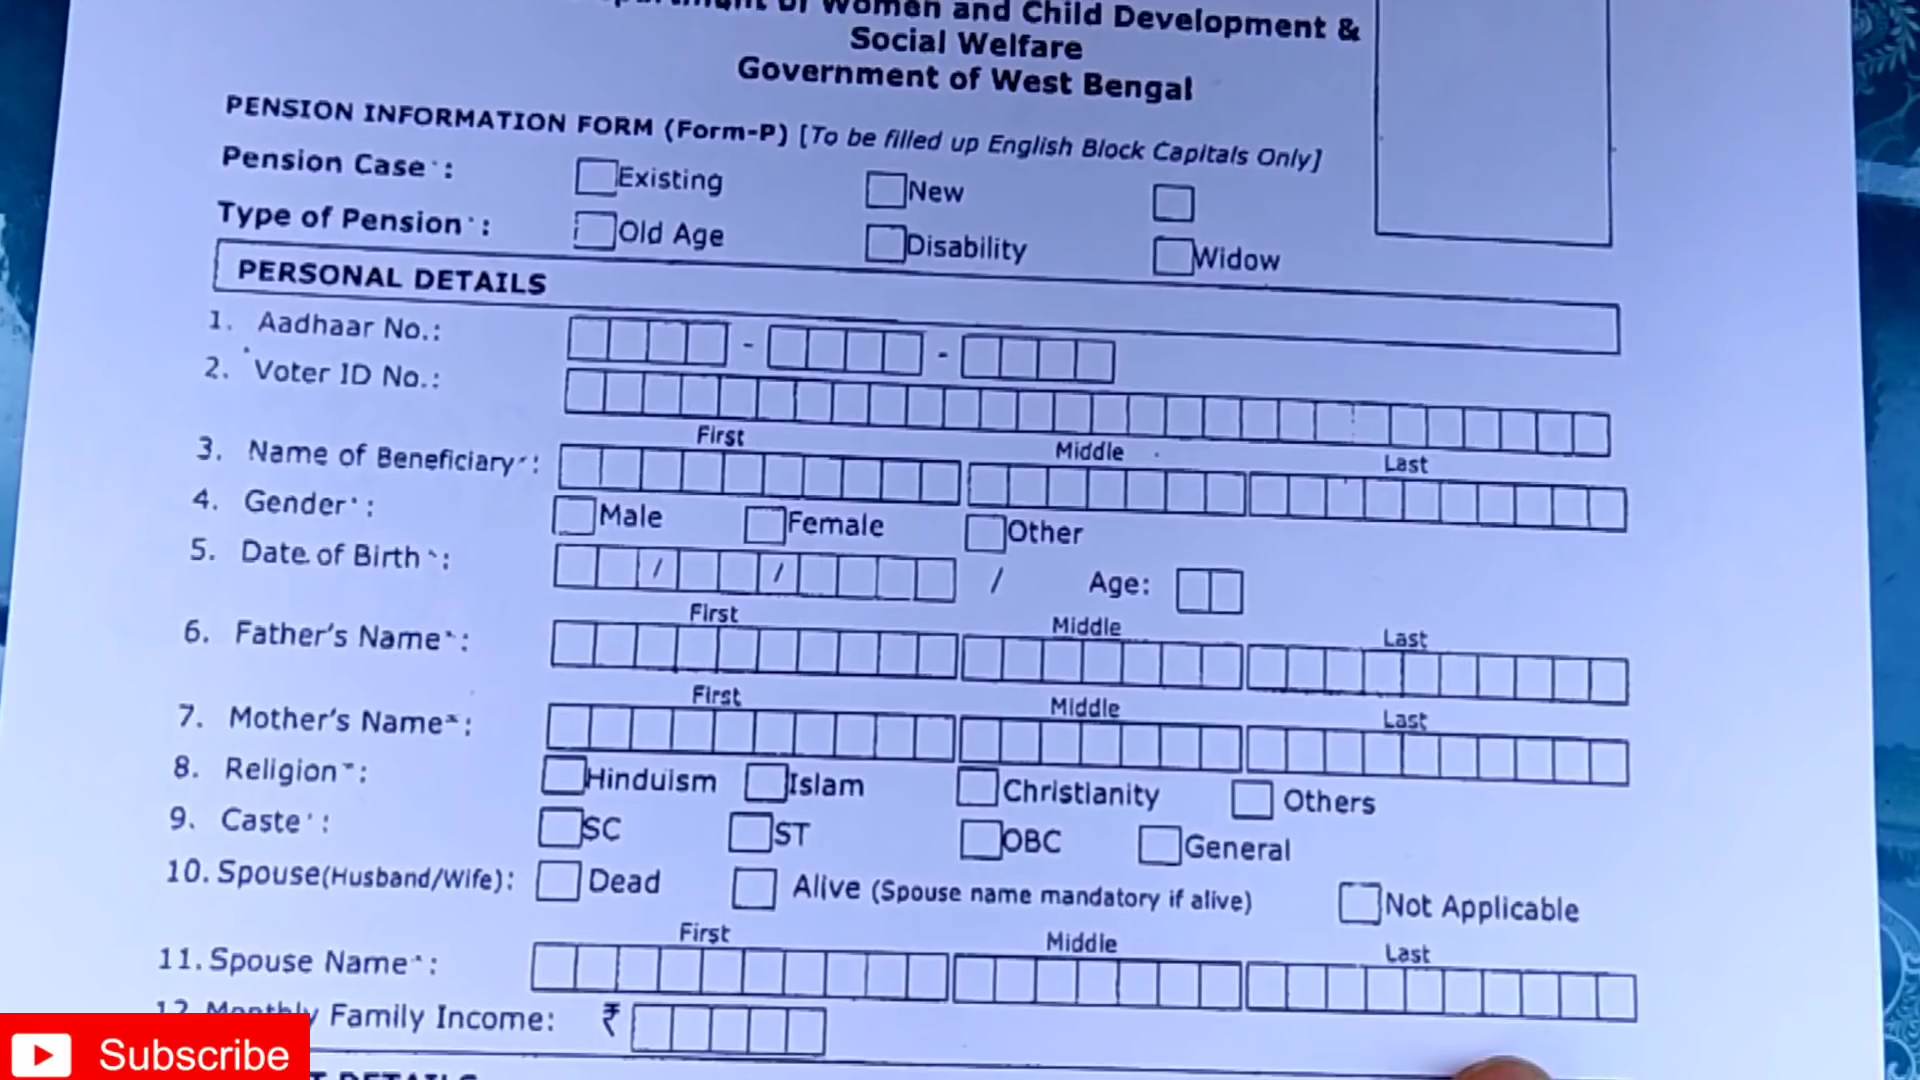 of Women and Child Development &
Social Welfare
Government of West Bengal
PENSION INFORMATION FORM (Form-P) [To be filled up English Block Capitals Only]
Pension Case*: Existing New
Type of Pension*: Old Age Disability Widow
PERSONAL DETAILS
1. Aadhaar No.: - -
2. Voter ID No.:
First Middle Last
3. Name of Beneficiary*:
4. Gender*: Male Female Other
5. Date of Birth*: / / / Age:
First Middle Last
6. Father's Name*:
First Middle Last
7. Mother's Name*:
8. Religion*: Hinduism Islam Christianity Others
9. Caste*: SC ST OBC General
10. Spouse(Husband/Wife): Dead Alive (Spouse name mandatory if alive) Not Applicable
First Middle Last
11. Spouse Name*:
12. Monthly Family Income: ₹
Subscribe
DETAILS